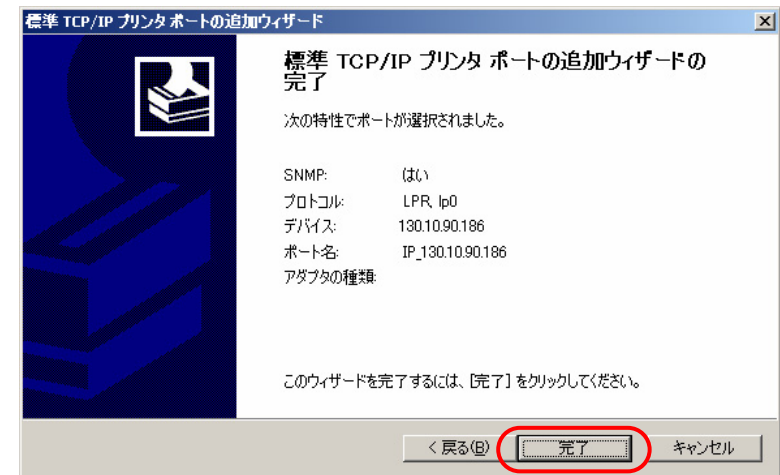 標準 TCP/IP プリンタ ポートの追加ウィザード
標準 TCP/IP プリンタ ポートの追加ウィザードの
完了
次の特性でポートが選択されました。
SNMP: はい
プロトコル: LPR, lp0
デバイス: 130.10.90.186
ポート名: IP_130.10.90.186
アダプタの種類:
このウィザードを完了するには、[完了] をクリックしてください。
< 戻る(B) 完了 キャンセル